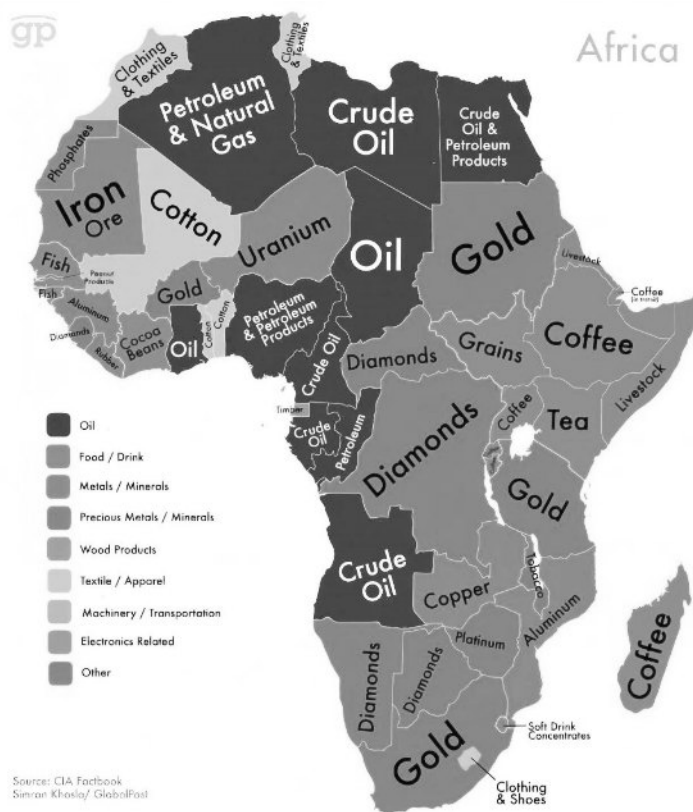 gp
Africa
Clothing
& Textiles
Clothing
& Textiles
Petroleum
& Natural
Gas
Crude
Oil
Crude
Oil &
Petroleum
Products
Phosphates
Iron
Ore
Cotton
Uranium
Oil
Gold
Livestock
Coffee
Fish
Peanut
Products
Fish
Aluminum
Diamonds
Rubber
Cocoa
Beans
Gold
Oil
Cotton
Cotton
Petroleum
& Petroleum
Products
Crude Oil
Diamonds
Grains
Coffee
Livestock
Timber
Crude
Oil
Petroleum
Diamonds
Coffee
Tea
Gold
Crude
Oil
Copper
Tobacco
Aluminum
Platinum
Diamonds
Diamonds
Coffee
Gold
Soft Drink
Concentrates
Clothing
& Shoes
Oil
Food / Drink
Metals / Minerals
Precious Metals / Minerals
Wood Products
Textile / Apparel
Machinery / Transportation
Electronics Related
Other
Source: CIA Factbook
Simran Khosla/ GlobalPost